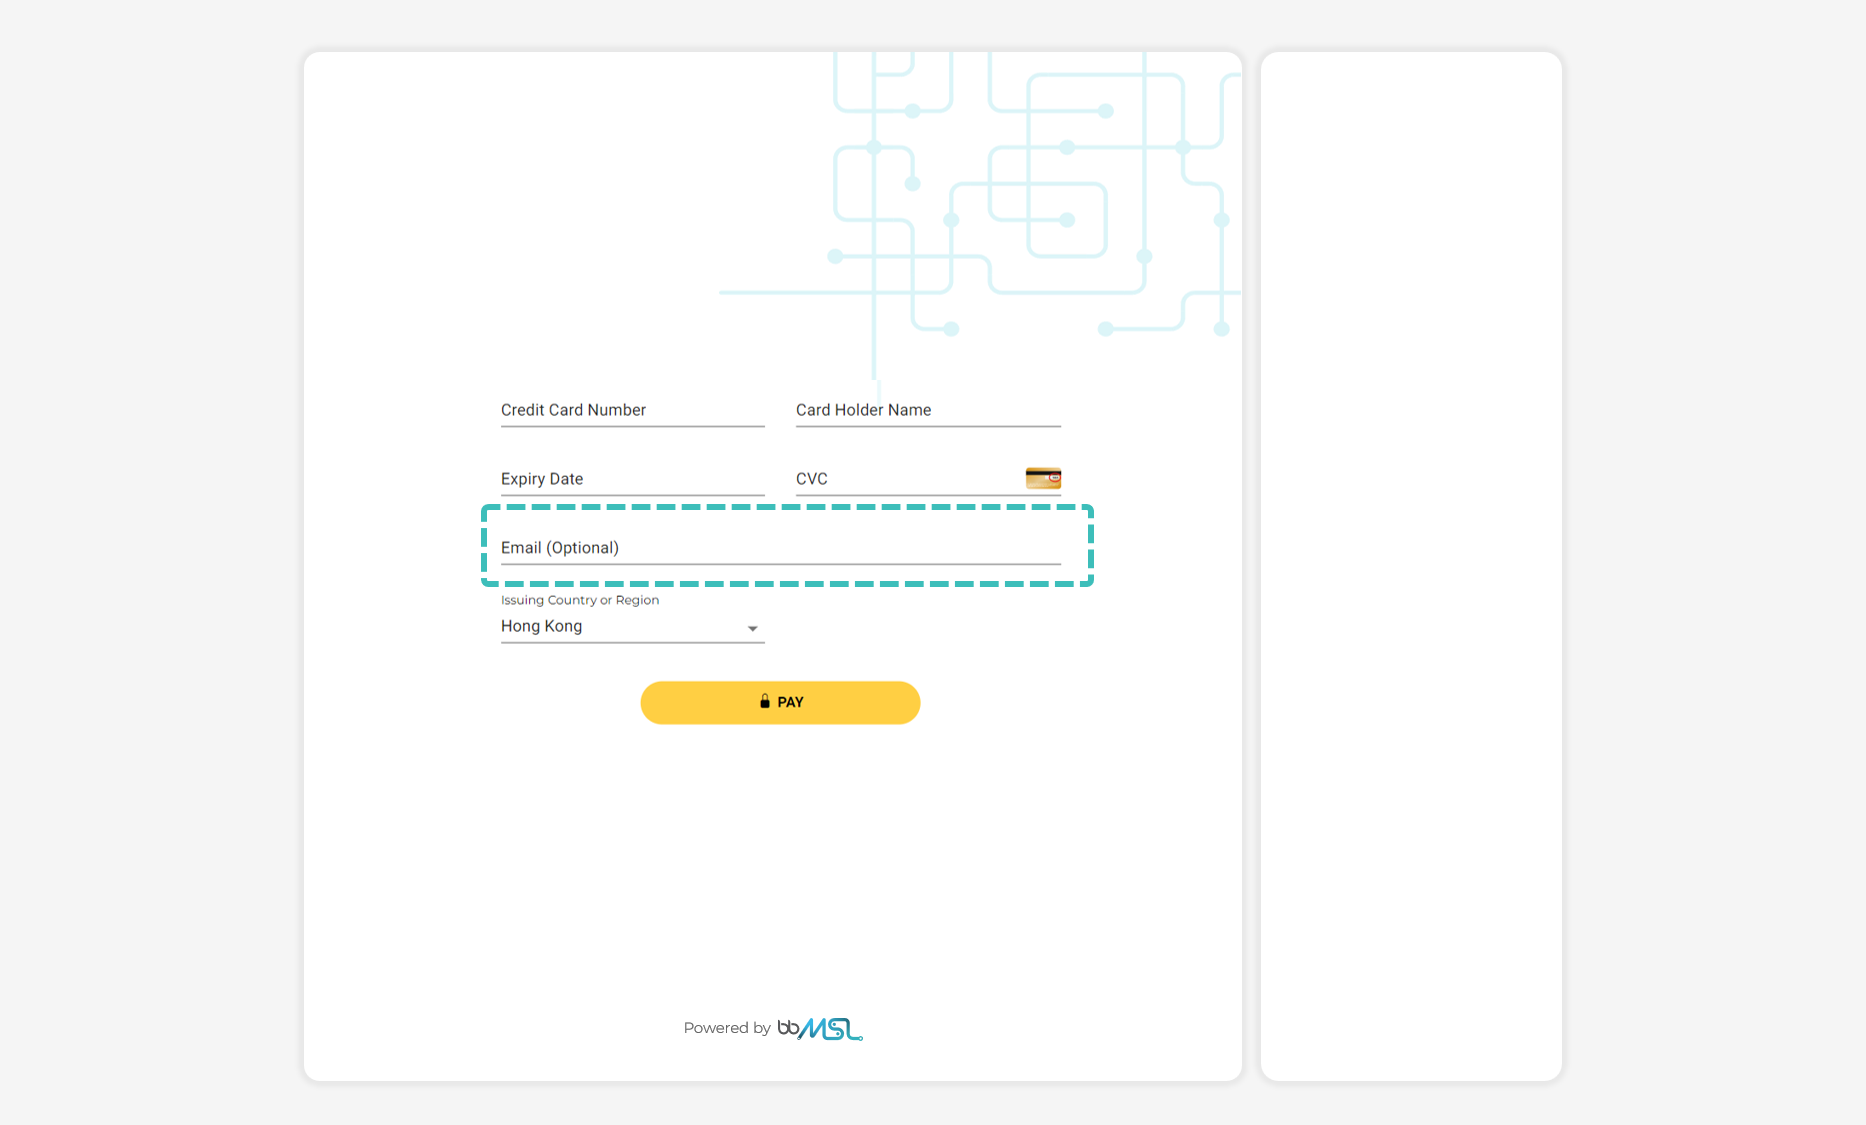 Credit Card Number
Card Holder Name
Expiry Date
CVC
Email (Optional)
Issuing Country or Region
Hong Kong
PAY
Powered by bbMSL